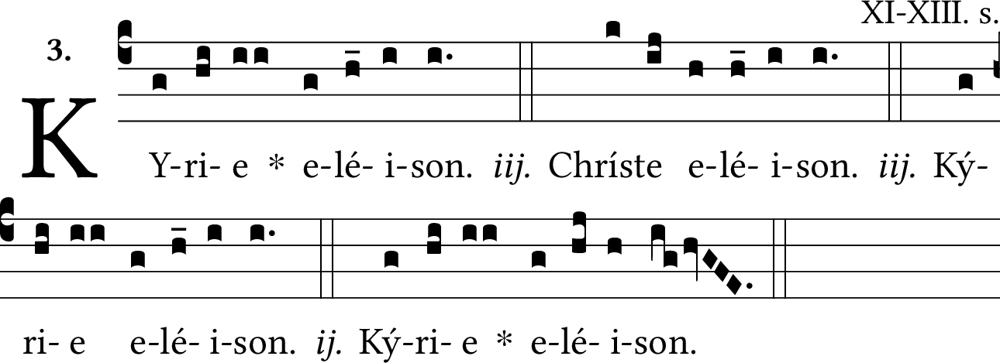 XI-XIII. s.
3.
KY-ri- e * e-lé- i-son. iij. Chríste e-lé- i-son. iij. Ký-
ri- e e-lé- i-son. ij. Ký-ri- e * e-lé- i-son.